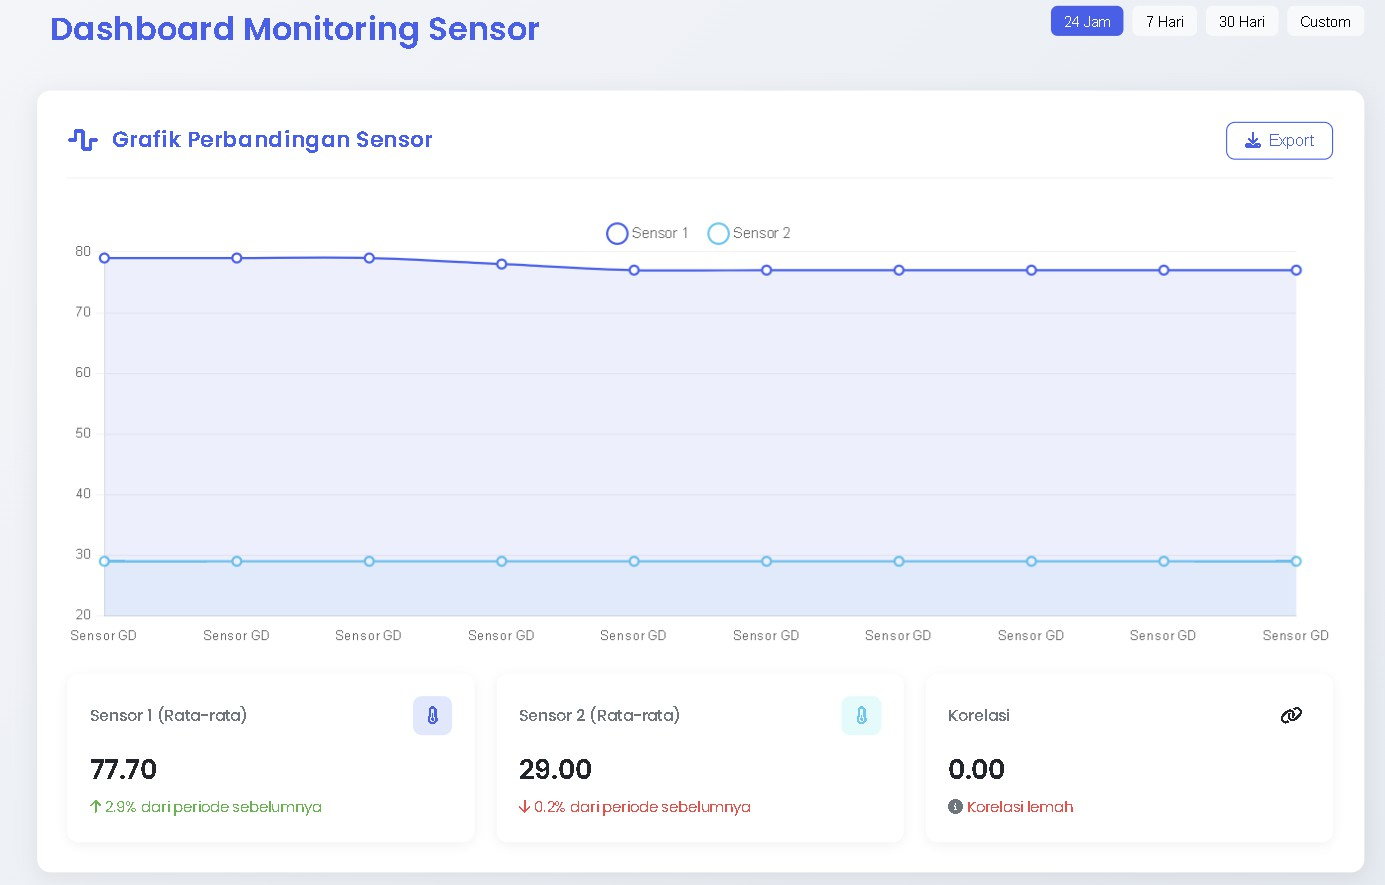 Dashboard Monitoring Sensor
24 Jam
7 Hari
30 Hari
Custom
Grafik Perbandingan Sensor
Export
Sensor 1
Sensor 2
80
70
60
50
40
30
20
Sensor GD
Sensor GD
Sensor GD
Sensor GD
Sensor GD
Sensor GD
Sensor GD
Sensor GD
Sensor GD
Sensor GD
Sensor 1 (Rata-rata)
77.70
2.9% dari periode sebelumnya
Sensor 2 (Rata-rata)
29.00
0.2% dari periode sebelumnya
Korelasi
0.00
Korelasi lemah